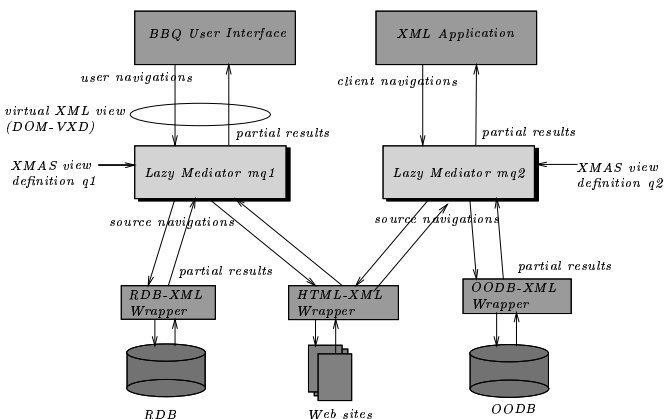 BBQ User Interface
XML Application
user navigations
client navigations
virtual XML view
(DOM-VXD)
partial results
partial results
XMAS view
definition q1
Lazy Mediator mq1
Lazy Mediator mq2
XMAS view
definition q2
source navigations
source navigations
partial results
partial results
RDB-XML
Wrapper
HTML-XML
Wrapper
OODB-XML
Wrapper
RDB
Web sites
OODB